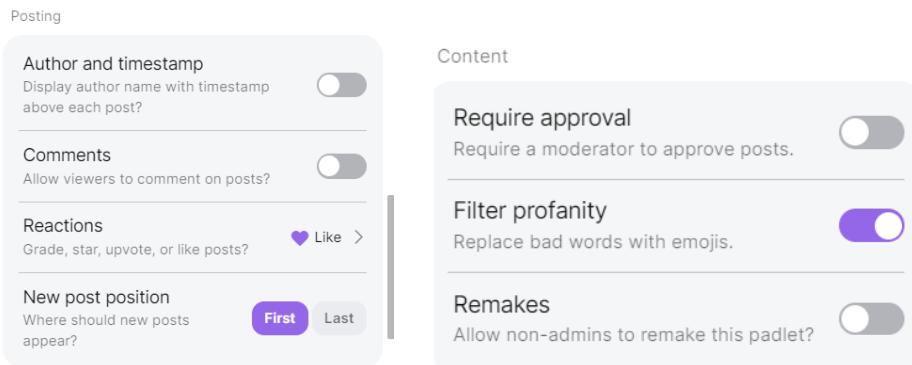 Posting
Author and timestamp
Display author name with timestamp
above each post?
Comments
Allow viewers to comment on posts?
Reactions
Grade, star, upvote, or like posts?
Like
New post position
Where should new posts
appear?
First
Last
Content
Require approval
Require a moderator to approve posts.
Filter profanity
Replace bad words with emojis.
Remakes
Allow non-admins to remake this padlet?